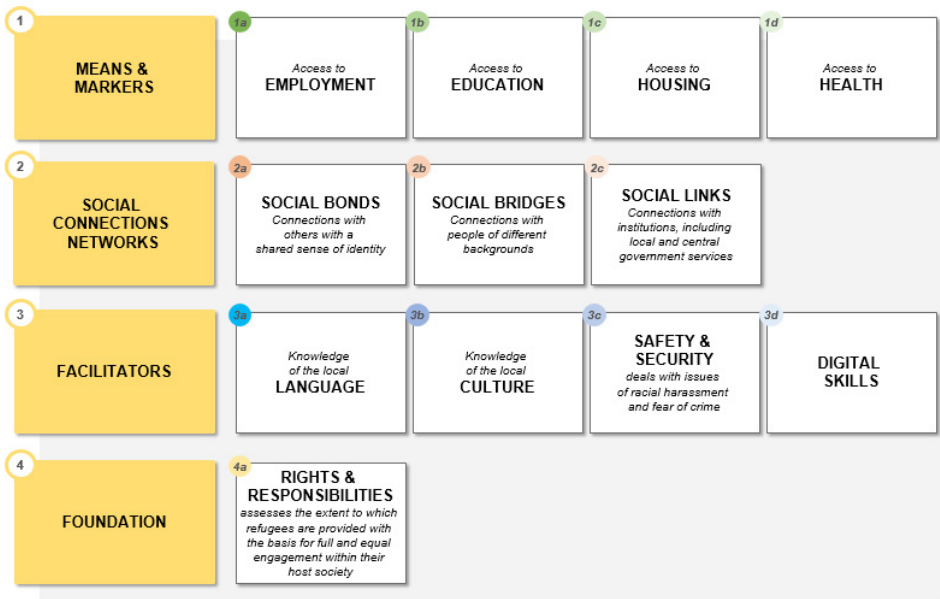 1
MEANS &
MARKERS
1a
Access to
EMPLOYMENT
1b
Access to
EDUCATION
1c
Access to
HOUSING
1d
Access to
HEALTH
2
SOCIAL
CONNECTIONS
NETWORKS
2a
SOCIAL BONDS
Connections with
others with a
shared sense of identity
2b
SOCIAL BRIDGES
Connections with
people of different
backgrounds
2c
SOCIAL LINKS
Connections with
institutions, including
local and central
government services
3
FACILITATORS
3a
Knowledge
of the local
LANGUAGE
3b
Knowledge
of the local
CULTURE
3c
SAFETY &
SECURITY
deals with issues
of racial harassment
and fear of crime
3d
DIGITAL
SKILLS
4
FOUNDATION
4a
RIGHTS &
RESPONSIBILITIES
assesses the extent to which
refugees are provided with
the basis for full and equal
engagement within their
host society